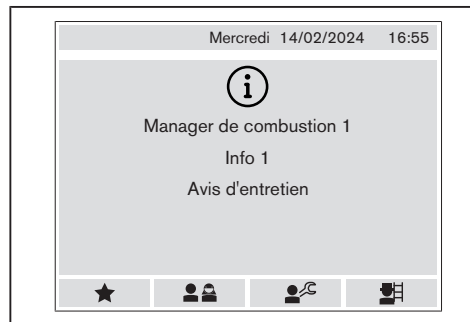 Mercredi 14/02/2024 16:55
Manager de combustion 1
Info 1
Avis d'entretien